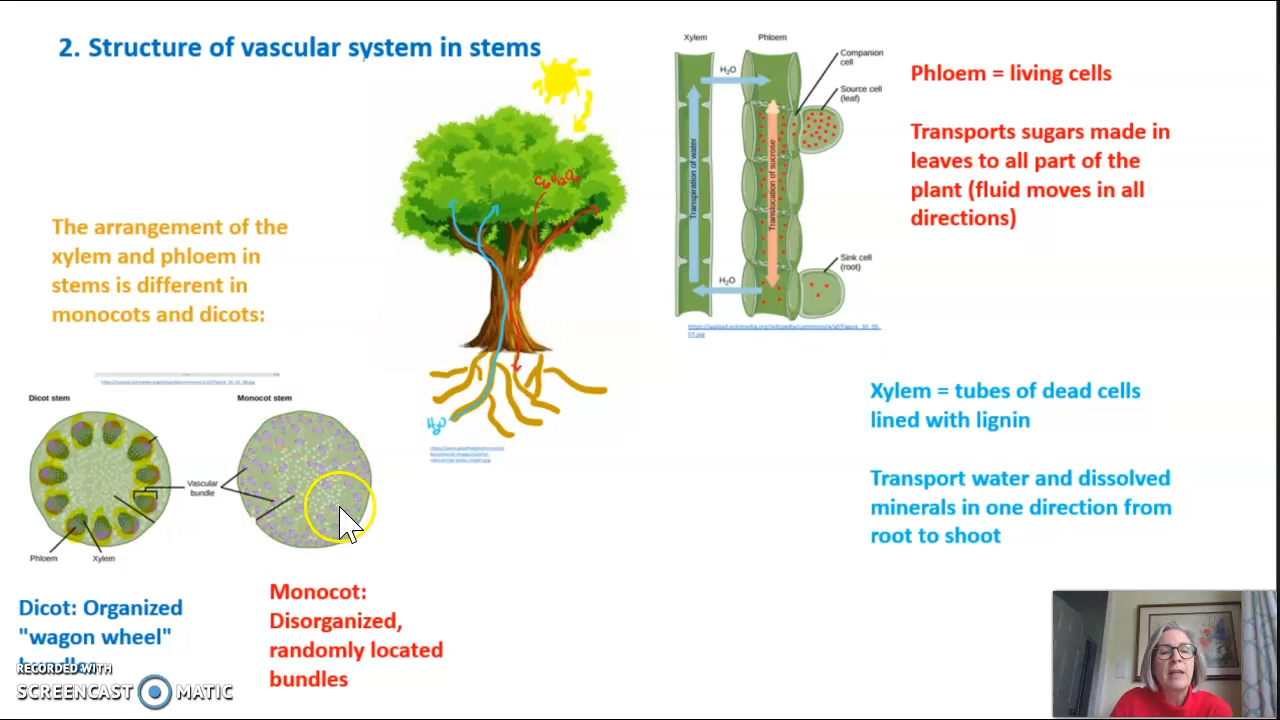 2. Structure of vascular system in stems
The arrangement of the
xylem and phloem in
stems is different in
monocots and dicots:
Dicot stem
Monocot stem
Vascular
bundle
Phloem
Xylem
Dicot: Organized
"wagon wheel"
Monocot:
Disorganized,
randomly located
bundles
RECORDED WITH
SCREENCAST MATIC
H2O
Xylem
Phloem
H₂O
Companion
cell
Source cell
(leaf)
Transpiration of water
Translocation of sucrose
Sink cell
(root)
H₂O
Phloem = living cells
Transports sugars made in
leaves to all part of the
plant (fluid moves in all
directions)
Xylem = tubes of dead cells
lined with lignin
Transport water and dissolved
minerals in one direction from
root to shoot